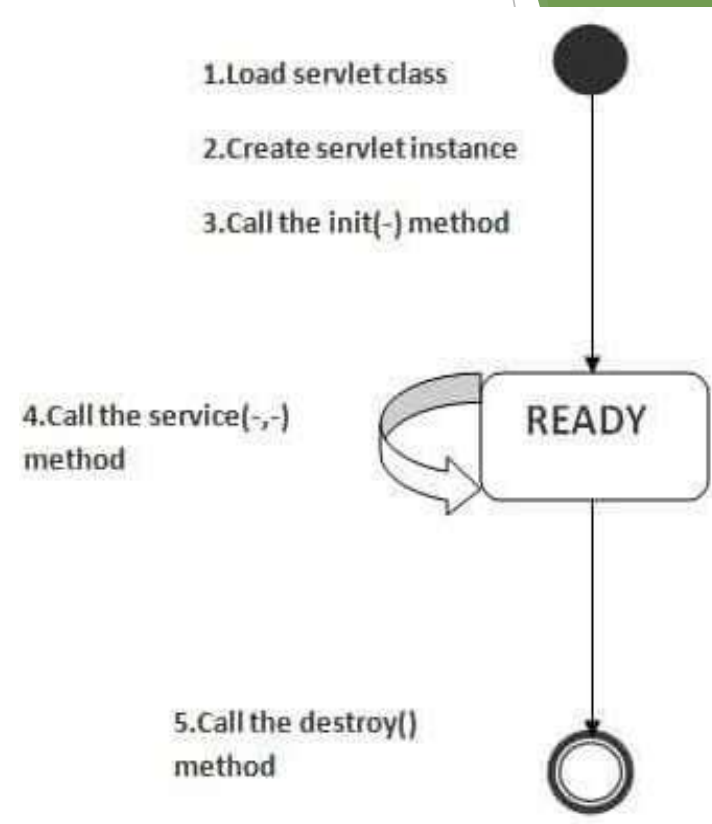 1.Load servlet class
2.Create servlet instance
3.Call the init(-) method
4.Call the service(-,-)
method
READY
5.Call the destroy()
method